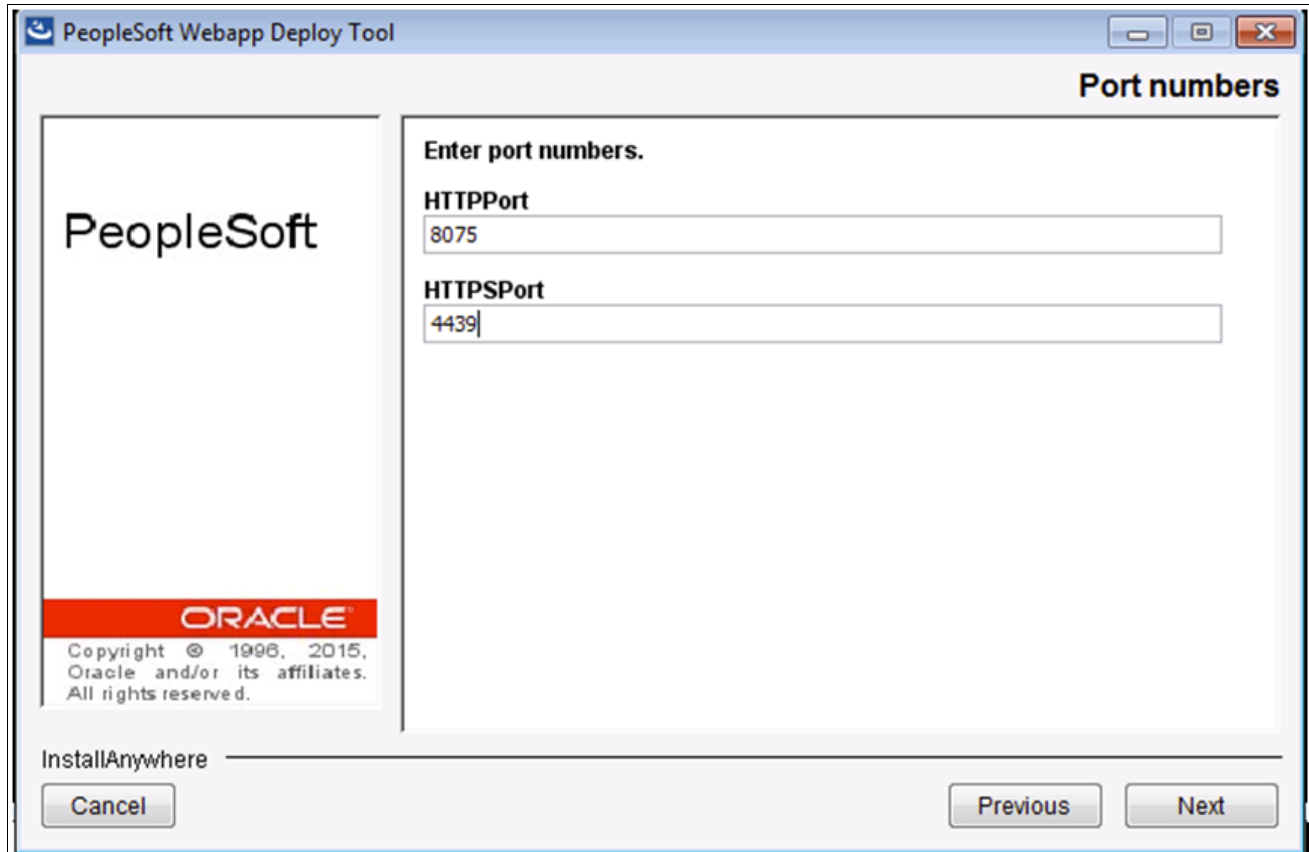 PeopleSoft Webapp Deploy Tool
Port numbers
PeopleSoft
ORACLE
Copyright © 1996, 2015,
Oracle and/or its affiliates.
All rights reserved.
Enter port numbers.
HTTPPort
8075
HTTPSPort
4439
InstallAnywhere
Cancel
Previous
Next